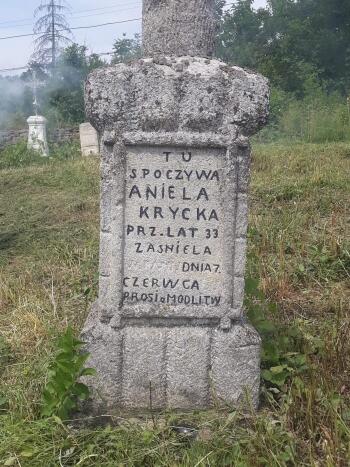 TU
SPOCZYWA
ANIELA
KRYCKA
PRZ. LAT 33
ZASNIELA
DNIA 7.
CZERWCA
PROSI o MODLITW